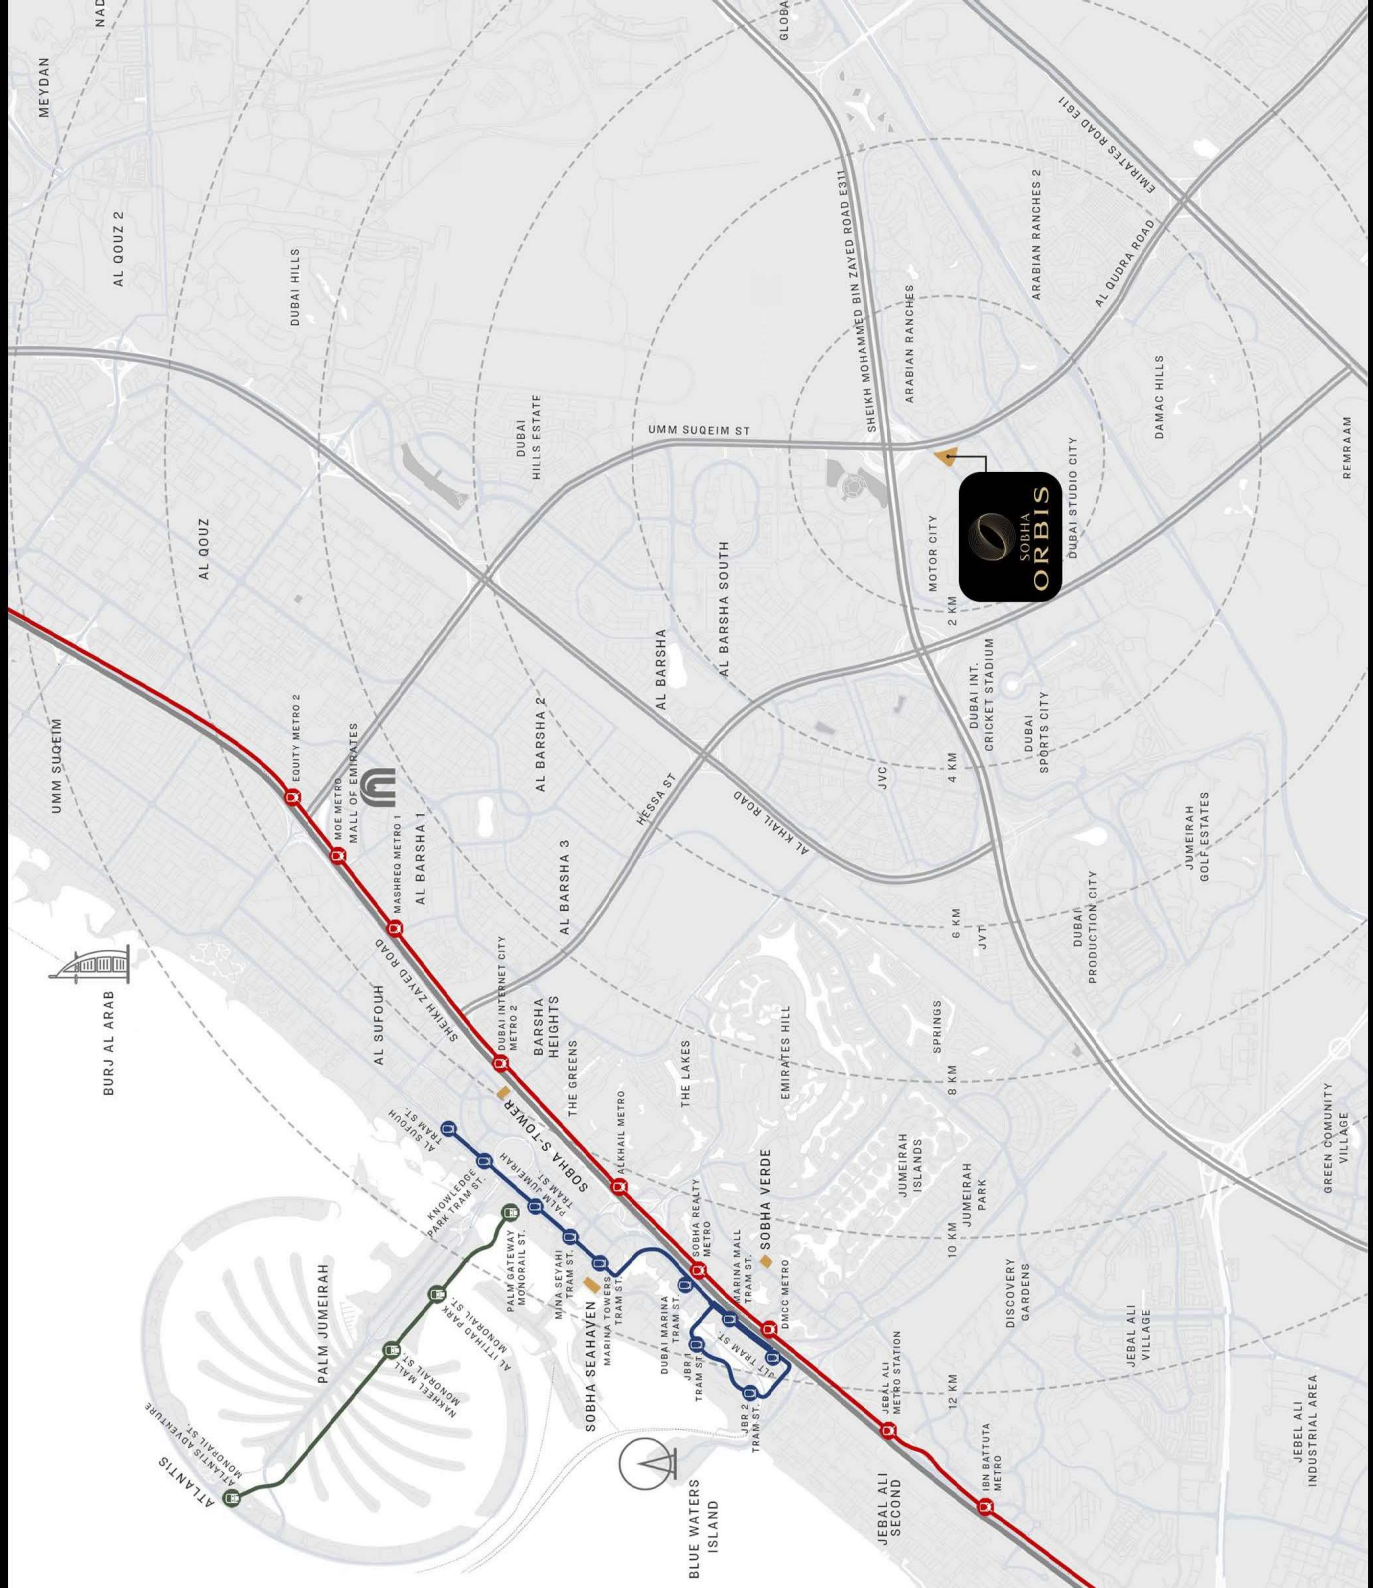 MEYDAN
NAD
GLOBA
AL QOUZ 2
DUBAI HILLS
AL QOUZ
UMM SUQEIM
DUBAI
HILLS ESTATE
UMM SUQEIM ST
SHEIKH MOHAMMED BIN ZAYED ROAD E311
EMIRATES ROAD E611
ARABIAN RANCHES 2
AL QUDRA ROAD
ARABIAN RANCHES
DAMAC HILLS
REMRAAM
DUBAI STUDIO CITY
SOBHA
ORBIS
MOTOR CITY
2 KM
AL BARSHA SOUTH
AL BARSHA
AL BARSHA 2
EQUITY METRO 2
MOE METRO
MALL OF EMIRATES
MASHREQ METRO 1
AL BARSHA 1
HESSA ST
AL KHAIL ROAD
JVC
4 KM
DUBAI INT.
CRICKET STADIUM
DUBAI
SPORTS CITY
JUMEIRAH
GOLF ESTATES
AL BARSHA 3
6 KM
JVT
DUBAI
PRODUCTION CITY
BURJ AL ARAB
SHEIKH ZAYED ROAD
AL SUFOUH
DUBAI INTERNET CITY
METRO 2
BARSHA
HEIGHTS
THE GREENS
THE LAKES
EMIRATES HILL
SPRINGS
8 KM
AL SUFOUH
TRAM ST.
KNOWLEDGE
PARK TRAM ST.
PALM JUMEIRAH
TRAM ST.
SOBHA S-TOWER
ALKHAIL METRO
SOBHA REALTY
METRO
SOBHA VERDE
JUMEIRAH
ISLANDS
JUMEIRAH
PARK
10 KM
GREEN COMUNITY
VILLAGE
PALM GATEWAY
MONORAIL ST.
MINA SEYAHI
TRAM ST.
MARINA TOWERS
TRAM ST.
SOBHA SEAHAVEN
DUBAI MARINA
TRAM ST.
MARINA MALL
TRAM ST.
DMCC METRO
JLT TRAM ST.
JBR 1
TRAM ST.
JBR 2
TRAM ST.
DISCOVERY
GARDENS
JEBAL ALI
VILLAGE
PALM JUMEIRAH
AL ITTIHAD PARK
MONORAIL ST.
NAKHEEL MALL
MONORAIL ST.
ATLANTIS ADVENTURE
MONORAIL ST.
ATLANTIS
BLUE WATERS
ISLAND
JEBAL ALI
METRO STATION
12 KM
IBN BATTUTA
METRO
JEBAL ALI
SECOND
JEBEL ALI
INDUSTRIAL AREA